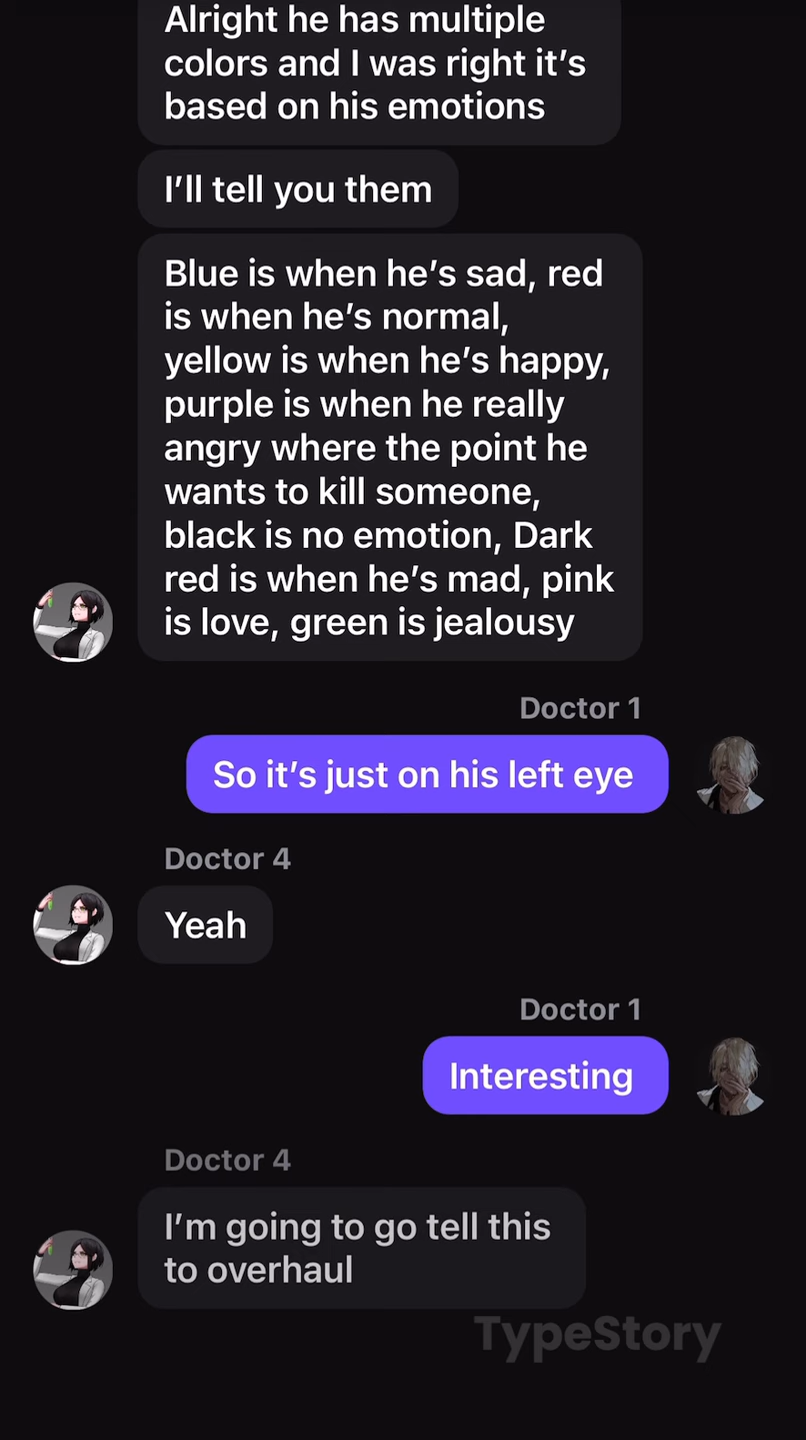 Alright he has multiple
colors and I was right it’s
based on his emotions
I’ll tell you them
Blue is when he’s sad, red
is when he’s normal,
yellow is when he’s happy,
purple is when he really
angry where the point he
wants to kill someone,
black is no emotion, Dark
red is when he’s mad, pink
is love, green is jealousy
Doctor 1
So it’s just on his left eye
Doctor 4
Yeah
Doctor 1
Interesting
Doctor 4
I’m going to go tell this
to overhaul
TypeStory